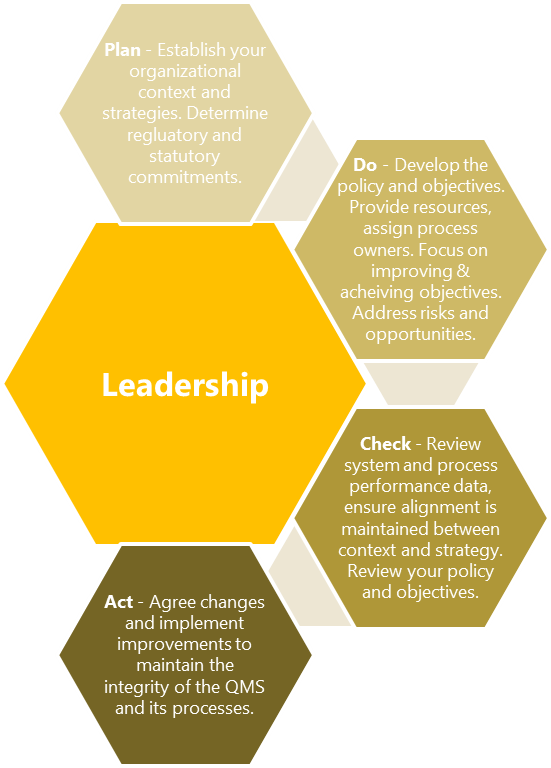 Plan - Establish your
organizational
context and
strategies. Determine
regluatory and
statutory
commitments.
Do - Develop the
policy and objectives.
Provide resources,
assign process
owners. Focus on
improving &
acheiving objectives.
Address risks and
opportunities.
Leadership
Check - Review
system and process
performance data,
ensure alignment is
maintained between
context and strategy.
Review your policy
and objectives.
Act - Agree changes
and implement
improvements to
maintain the
integrity of the QMS
and its processes.